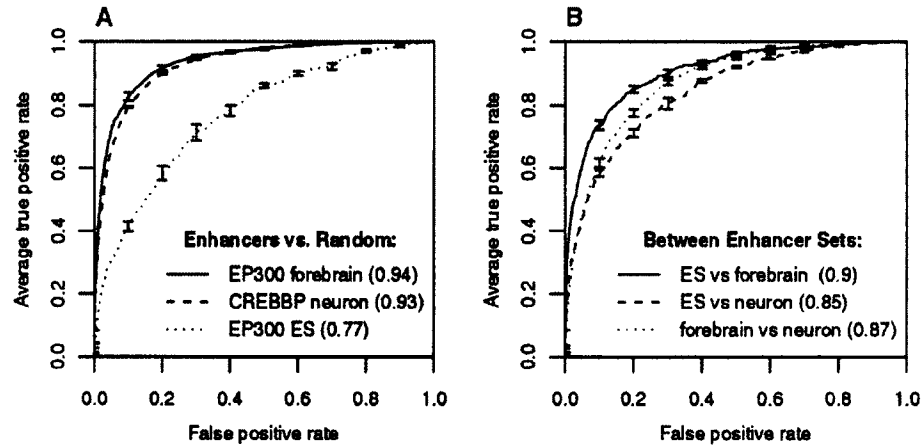 A
Average true positive rate
1.0
0.8
0.6
0.4
0.2
0.0
Enhancers vs. Random:
EP300 forebrain (0.94)
CREBBP neuron (0.93)
EP300 ES (0.77)
0.0 0.2 0.4 0.6 0.8 1.0
False positive rate
B
Average true positive rate
1.0
0.8
0.6
0.4
0.2
0.0
Between Enhancer Sets:
ES vs forebrain (0.9)
ES vs neuron (0.85)
forebrain vs neuron (0.87)
0.0 0.2 0.4 0.6 0.8 1.0
False positive rate